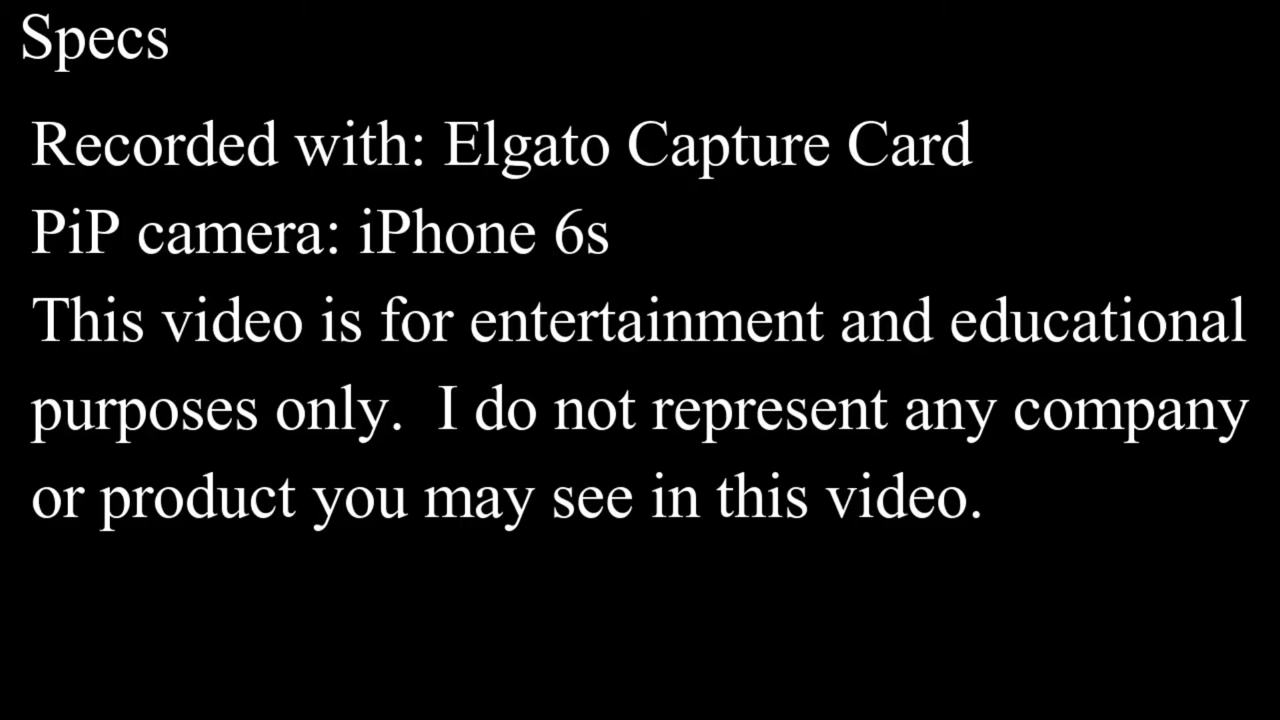 Specs
Recorded with: Elgato Capture Card
PiP camera: iPhone 6s
This video is for entertainment and educational
purposes only.  I do not represent any company
or product you may see in this video.